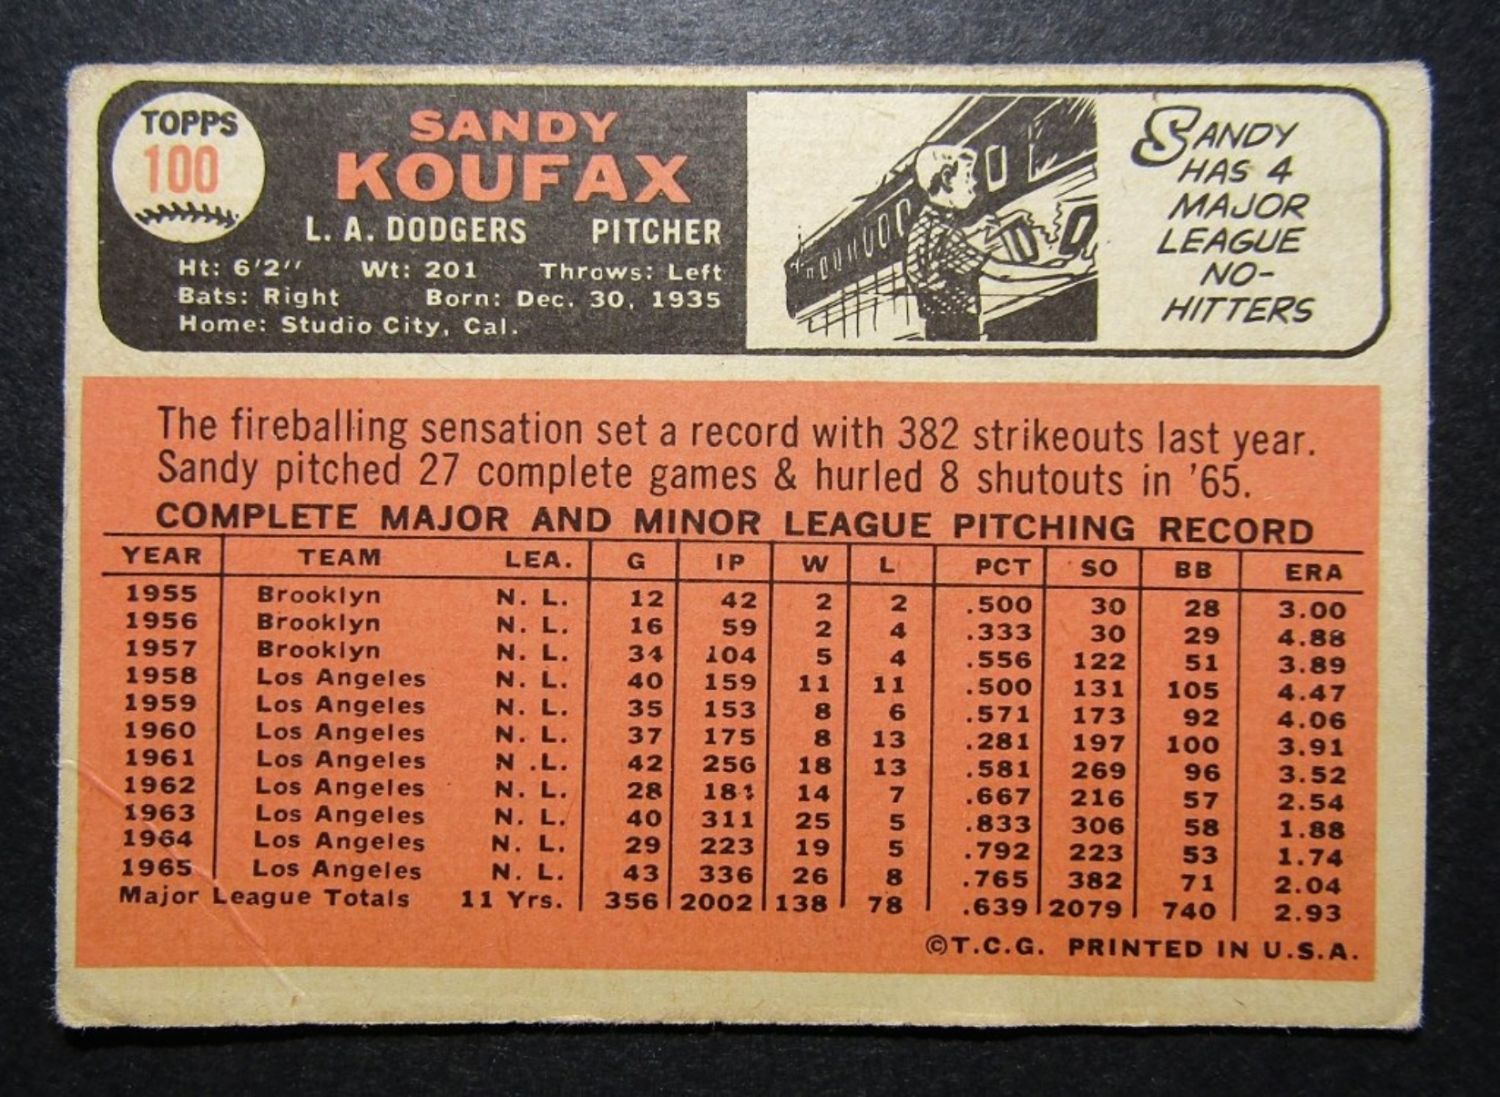 TOPPS
100
SANDY
KOUFAX
L. A. DODGERS PITCHER
Ht: 6'2'' Wt: 201 Throws: Left
Bats: Right Born: Dec. 30, 1935
Home: Studio City, Cal.
SANDY
HAS 4
MAJOR
LEAGUE
NO-
HITTERS
The fireballing sensation set a record with 382 strikeouts last year.
Sandy pitched 27 complete games & hurled 8 shutouts in '65.
COMPLETE MAJOR AND MINOR LEAGUE PITCHING RECORD
YEAR TEAM LEA. G IP W L PCT SO BB ERA
1955 Brooklyn N. L. 12 42 2 2 .500 30 28 3.00
1956 Brooklyn N. L. 16 59 2 4 .333 30 29 4.88
1957 Brooklyn N. L. 34 104 5 4 .556 122 51 3.89
1958 Los Angeles N. L. 40 159 11 11 .500 131 105 4.47
1959 Los Angeles N. L. 35 153 8 6 .571 173 92 4.06
1960 Los Angeles N. L. 37 175 8 13 .281 197 100 3.91
1961 Los Angeles N .L. 42 256 18 13 .581 269 96 3.52
1962 Los Angeles N. L. 28 184 14 7 .667 216 57 2.54
1963 Los Angeles N. L. 40 311 25 5 .833 306 58 1.88
1964 Los Angeles N. L. 29 223 19 5 .792 223 53 1.74
1965 Los Angeles N. L. 43 336 26 8 .765 382 71 2.04
Major League Totals 11 Yrs. 356 2002 138 78 .639 2079 740 2.93
©T.C.G. PRINTED IN U.S.A.